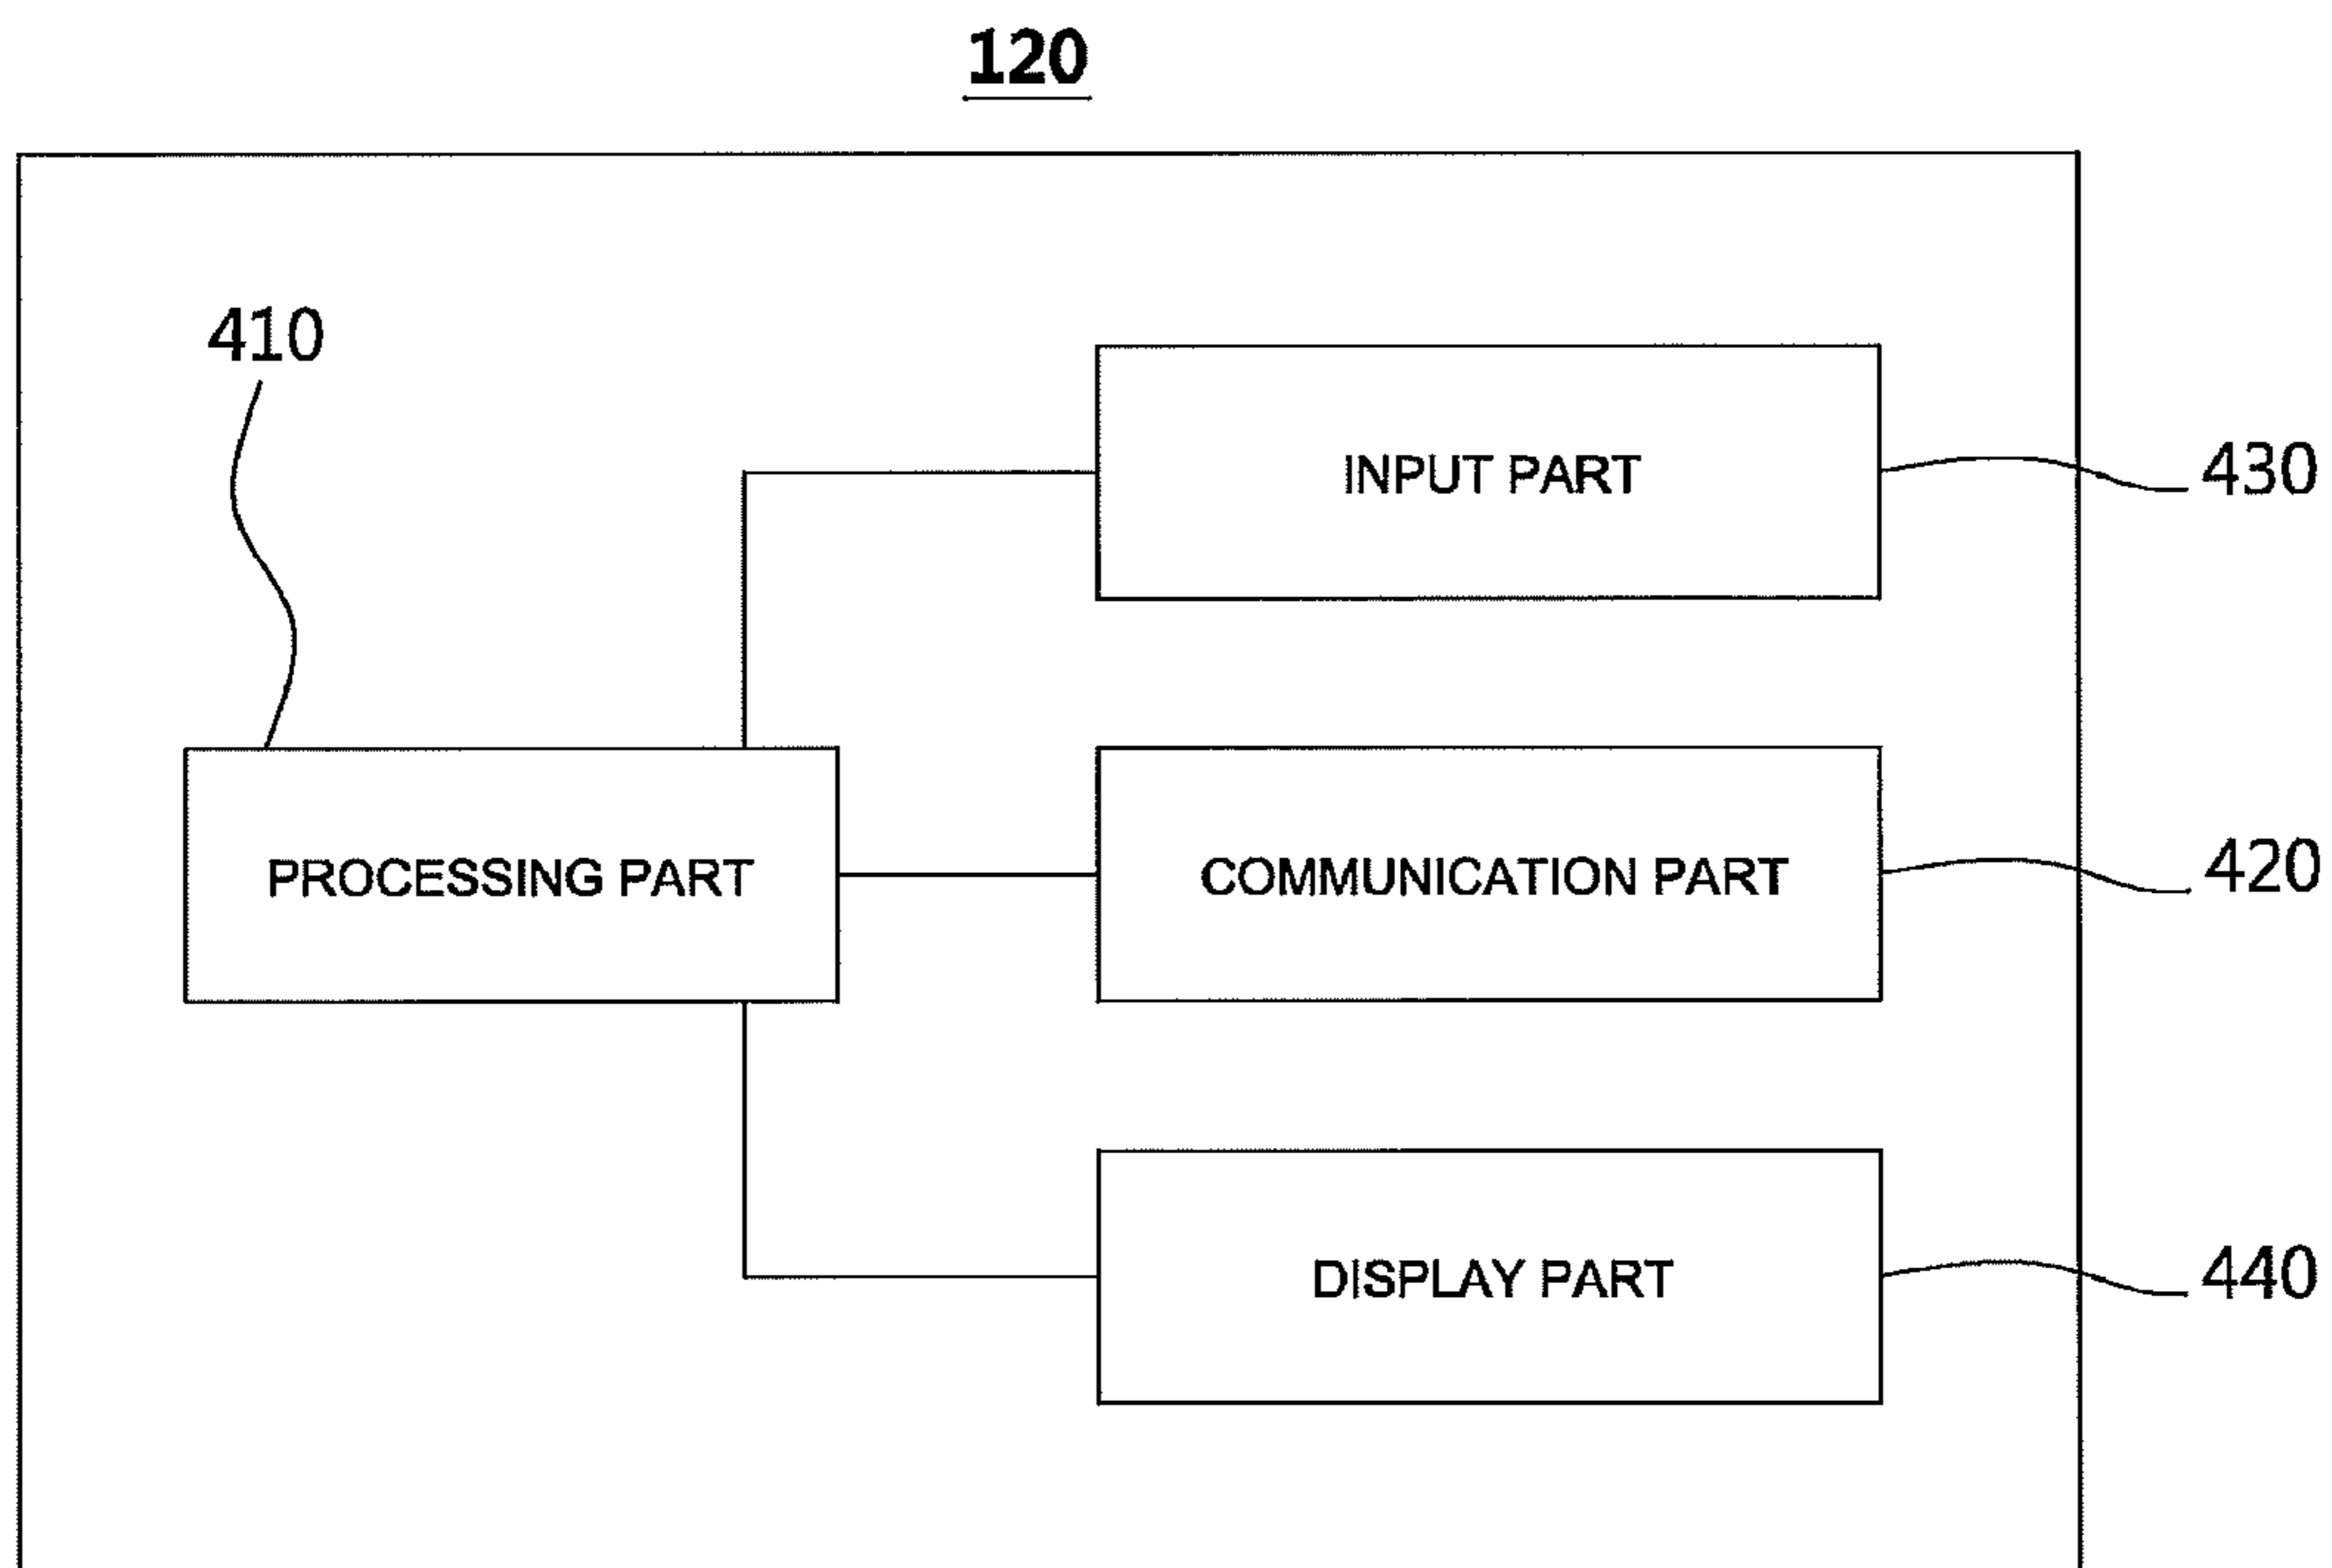 120
410
INPUT PART
430
PROCESSING PART
COMMUNICATION PART
420
DISPLAY PART
440